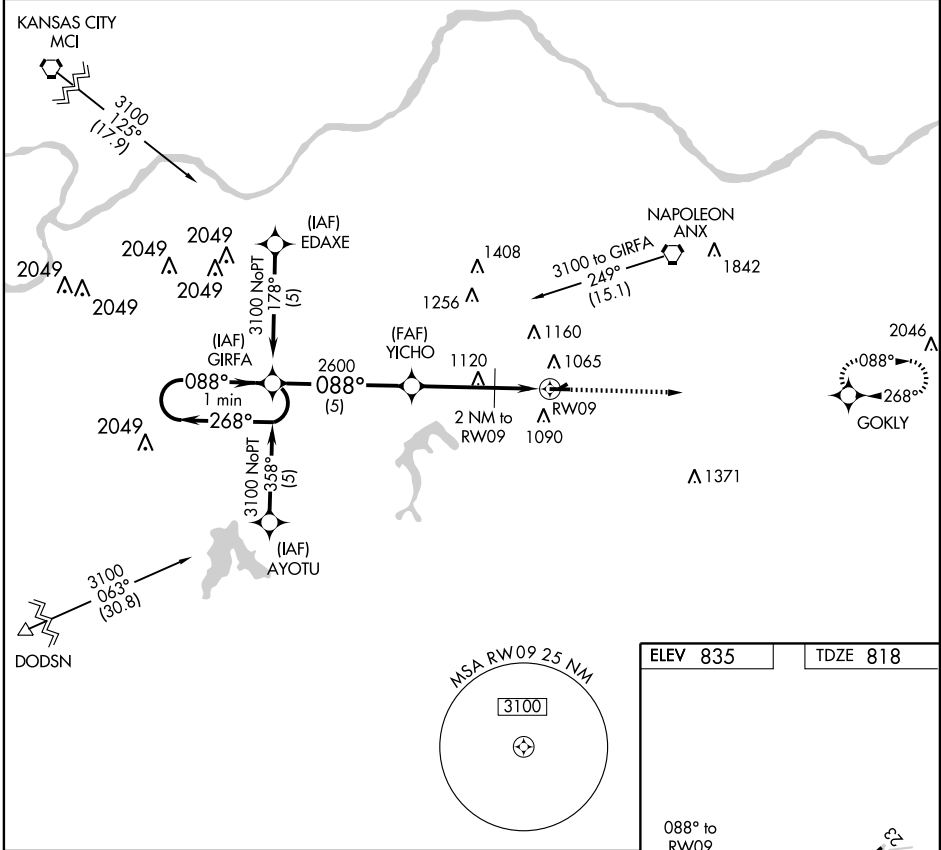 KANSAS CITY
MCI
3100
125°
(17.9)
(IAF)
EDAXE
NAPOLEON
ANX
1842
3100 to GIRFA
249°
(15.1)
2049
2049
2049
2049
2049
1408
1256
3100 NoPT
178°
(5)
1160
2046
(IAF)
GIRFA
(FAF)
YICHO
1120
1065
088°
1 min
268°
2600
088°
(5)
088°
268°
GOKLY
2 NM to
RW09
RW09
1090
2049
3100 NoPT
358°
(5)
1371
(IAF)
AYOTU
3100
063°
(30.8)
DODSN
MSA RW09 25 NM
3100
ELEV 835
TDZE 818
088° to
RW09
23